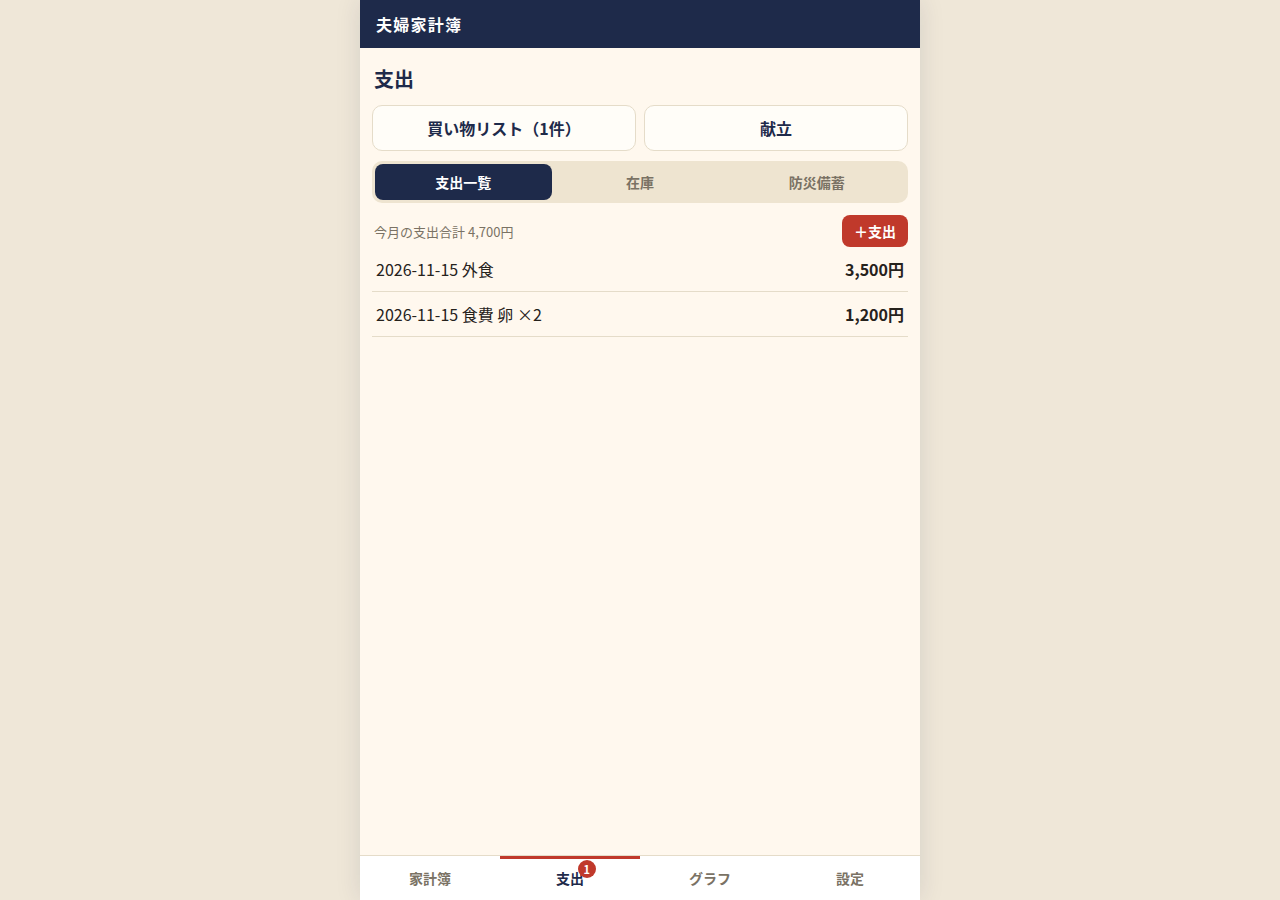 夫婦家計簿
支出
買い物リスト（1件） 献立
支出一覧 在庫 防災備蓄
今月の支出合計 4,700円 ＋支出
2026-11-15 外食 3,500円
2026-11-15 食費 卵 ×2 1,200円
家計簿 支出 1 グラフ 設定